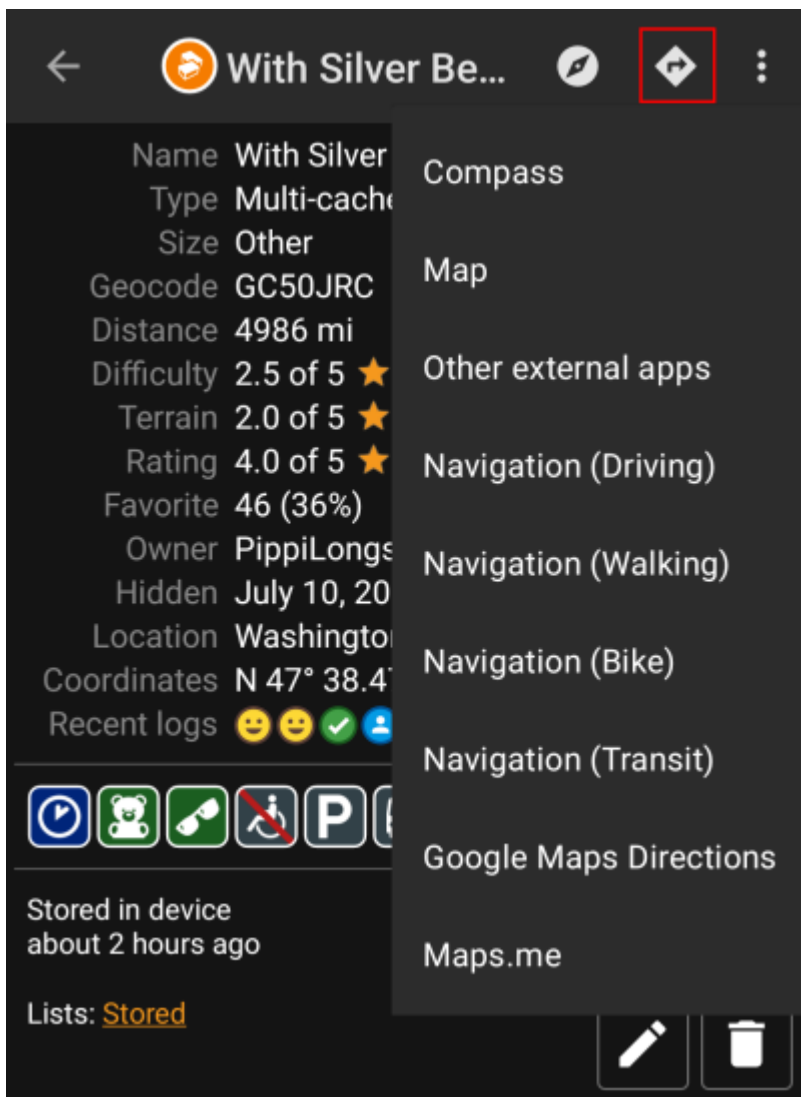 With Silver Be...
Name With Silver
Type Multi-cache
Size Other
Geocode GC50JRC
Distance 4986 mi
Difficulty 2.5 of 5
Terrain 2.0 of 5
Rating 4.0 of 5
Favorite 46 (36%)
Owner PippiLongs
Hidden July 10, 20
Location Washington
Coordinates N 47° 38.47
Recent logs
P
Stored in device
about 2 hours ago
Lists: Stored
Compass
Map
Other external apps
Navigation (Driving)
Navigation (Walking)
Navigation (Bike)
Navigation (Transit)
Google Maps Directions
Maps.me